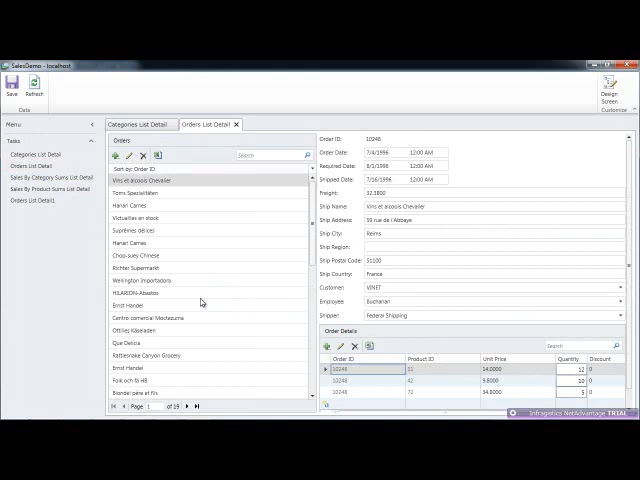 SalesDemo - localhost
Save
Refresh
Data
Design
Screen
Customize
Menu
Tasks
Categories List Detail
Orders List Detail
Sales By Category Sums List Detail
Sales By Product Sums List Detail
Orders List Detail1
Categories List Detail
Orders List Detail
Orders
Search
Sort by: Order ID
Vins et alcools Chevalier
Toms Spezialitäten
Hanari Carnes
Victuailles en stock
Suprêmes délices
Hanari Carnes
Chop-suey Chinese
Richter Supermarkt
Wellington Importadora
HILARION-Abastos
Ernst Handel
Centro comercial Moctezuma
Ottilies Käseladen
Que Delícia
Rattlesnake Canyon Grocery
Ernst Handel
Folk och fä HB
Blondel père et fils
Page 1 of 19
Order ID: 10248
Order Date: 7/4/1996 12:00 AM
Required Date: 8/1/1996 12:00 AM
Shipped Date: 7/16/1996 12:00 AM
Freight: 32.3800
Ship Name: Vins et alcools Chevalier
Ship Address: 59 rue de l'Abbaye
Ship City: Reims
Ship Region:
Ship Postal Code: 51100
Ship Country: France
Customer: VINET
Employee: Buchanan
Shipper: Federal Shipping
Order Details
Search
Order ID Product ID Unit Price Quantity Discount
10248 11 14.0000 12 0
10248 42 9.8000 10 0
10248 72 34.8000 5 0
Infragistics NetAdvantage TRIAL